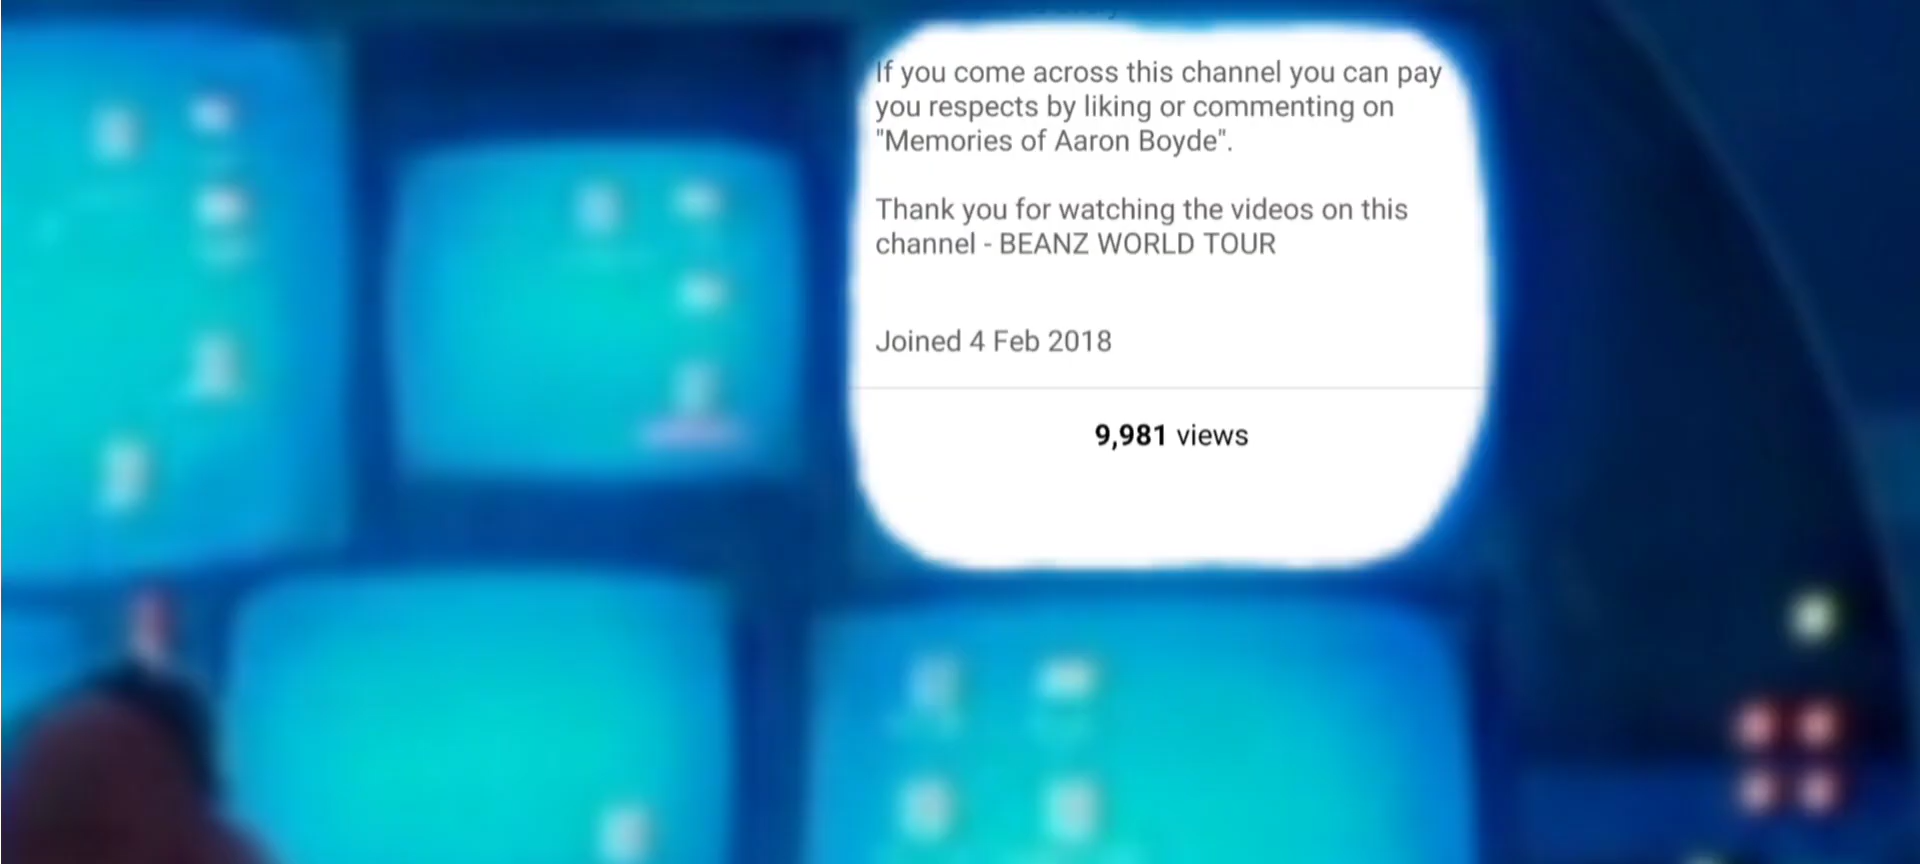 If you come across this channel you can pay
you respects by liking or commenting on
"Memories of Aaron Boyde".
Thank you for watching the videos on this
channel - BEANZ WORLD TOUR
Joined 4 Feb 2018
9,981 views